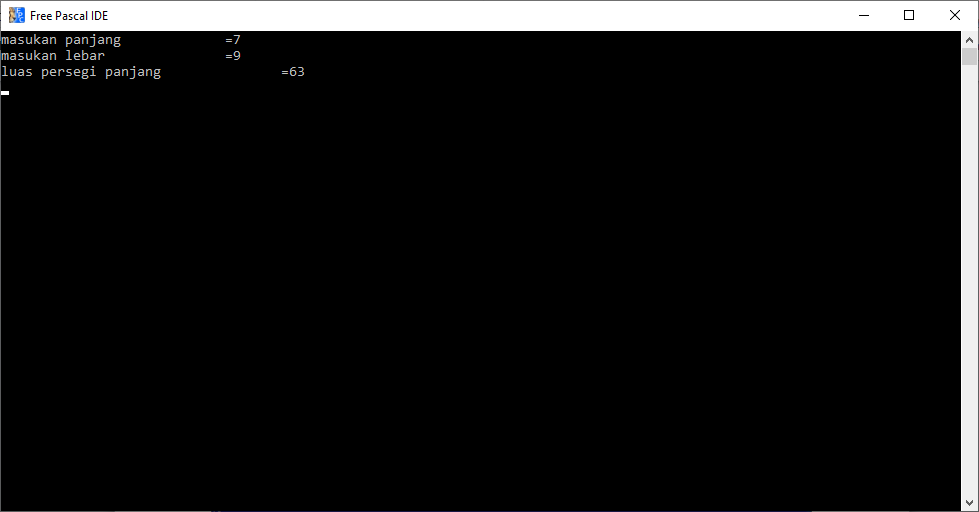 Free Pascal IDE
masukan panjang             =7
masukan lebar               =9
luas persegi panjang               =63